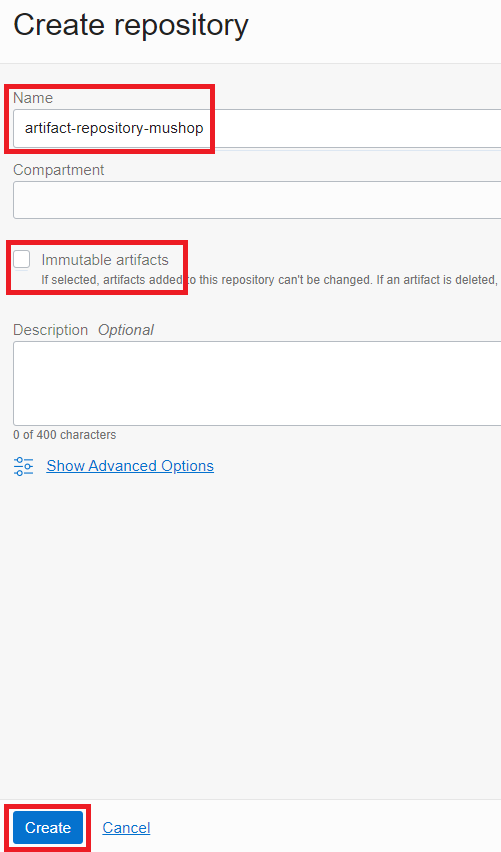 Create repository
Name
artifact-repository-mushop
Compartment
Immutable artifacts
If selected, artifacts added to this repository can't be changed. If an artifact is deleted,
Description Optional
0 of 400 characters
Show Advanced Options
Create Cancel